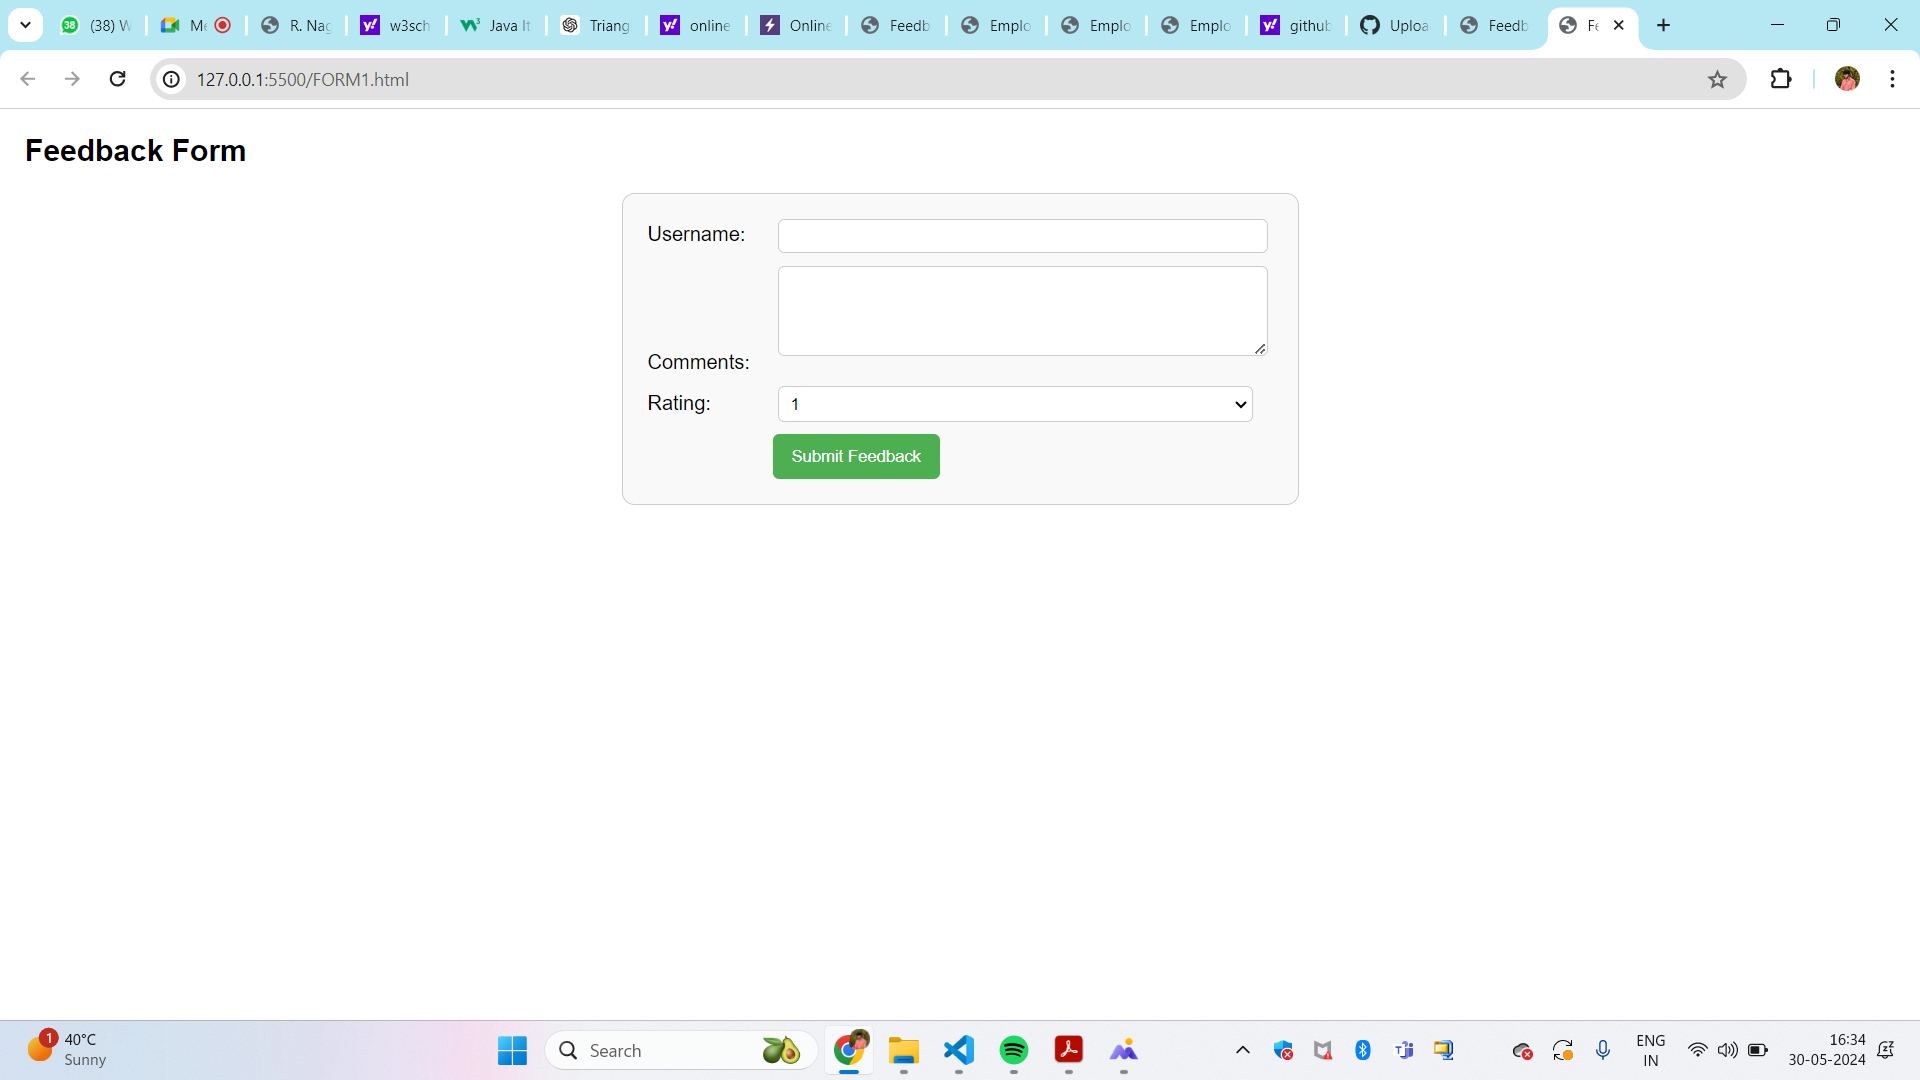 38
(38) W
Me
R. Nag
w3sch
Java It
Triang
online
Online
Feedb
Emplo
Emplo
Emplo
github
Uploa
Feedb
Fe
127.0.0.1:5500/FORM1.html
Feedback Form
Username:
Comments:
Rating:
1
Submit Feedback
1
40°C
Sunny
Search
ENG
IN
16:34
30-05-2024